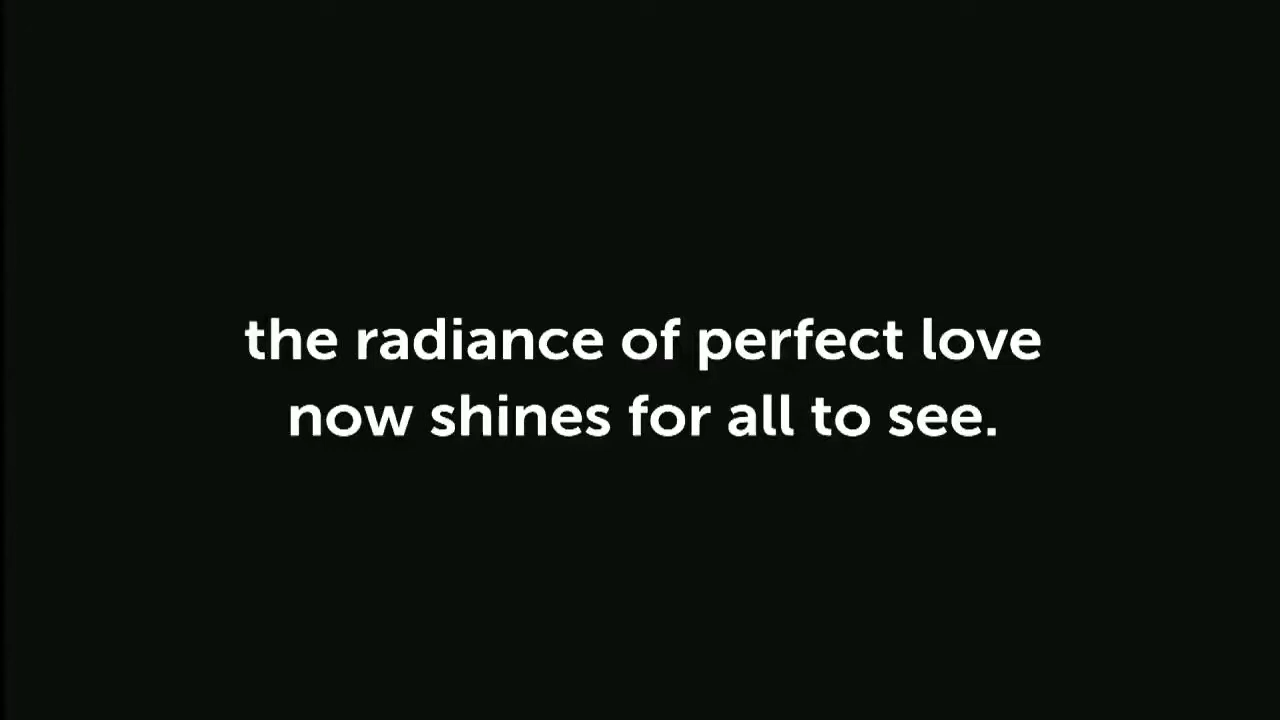 the radiance of perfect love
now shines for all to see.